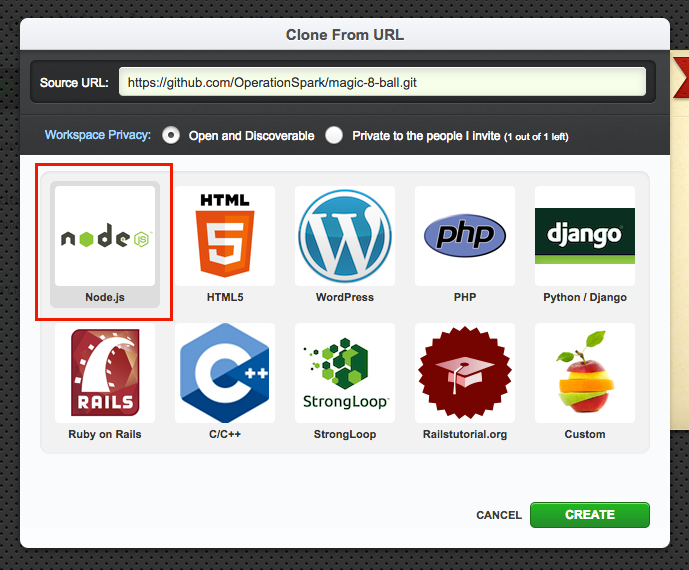 Clone From URL
Source URL: https://github.com/OperationSpark/magic-8-ball.git
Workspace Privacy: Open and Discoverable Private to the people I invite (1 out of 1 left)
node JS
HTML
5
W
php
django
Node.js HTML5 WordPress PHP Python / Django
RAILS
C++
StrongLoop
Ruby on Rails C/C++ StrongLoop Railstutorial.org Custom
CANCEL CREATE